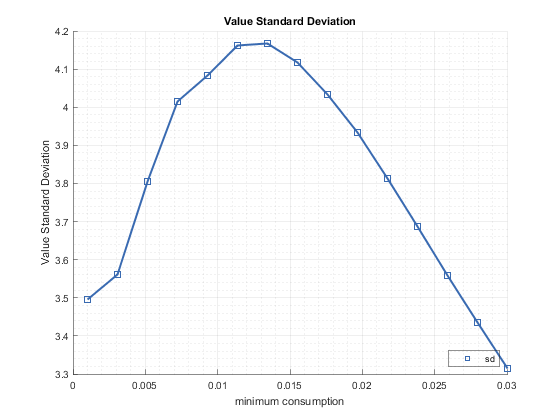 Value Standard Deviation
4.2
4.1
4
3.9
3.8
3.7
3.6
3.5
3.4
3.3
Value Standard Deviation
sd
0 0.005 0.01 0.015 0.02 0.025 0.03
minimum consumption